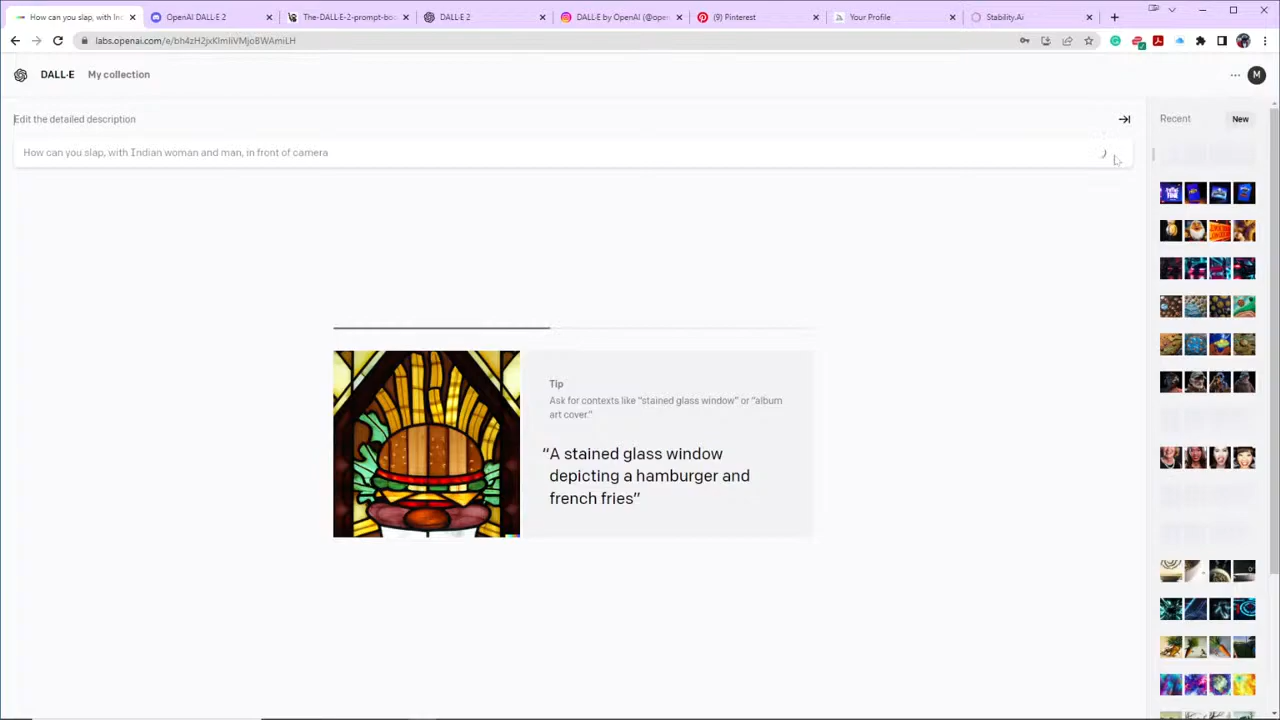 How can you slap, with Inc
OpenAI DALL·E 2
The-DALL-E-2-prompt-bo
DALL·E 2
DALL·E by OpenAI (@open
(9) Pinterest
Your Profile
Stability.Ai
labs.openai.com/e/bh4zH2jxKlmIiVMjoBWAmiLH
DALL·E
My collection
M
Edit the detailed description
Recent
New
How can you slap, with Indian woman and man, in front of camera
Tip
Ask for contexts like “stained glass window” or “album
art cover.”
“A stained glass window
depicting a hamburger and
french fries”